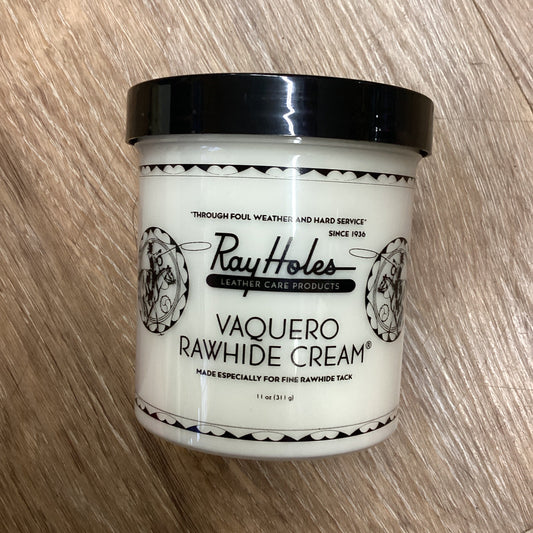 "THROUGH FOUL WEATHER AND HARD SERVICE"
SINCE 1936
Ray Holes
LEATHER CARE PRODUCTS
VAQUERO
RAWHIDE CREAM®
MADE ESPECIALLY FOR FINE RAWHIDE TACK
11 oz (311 g)